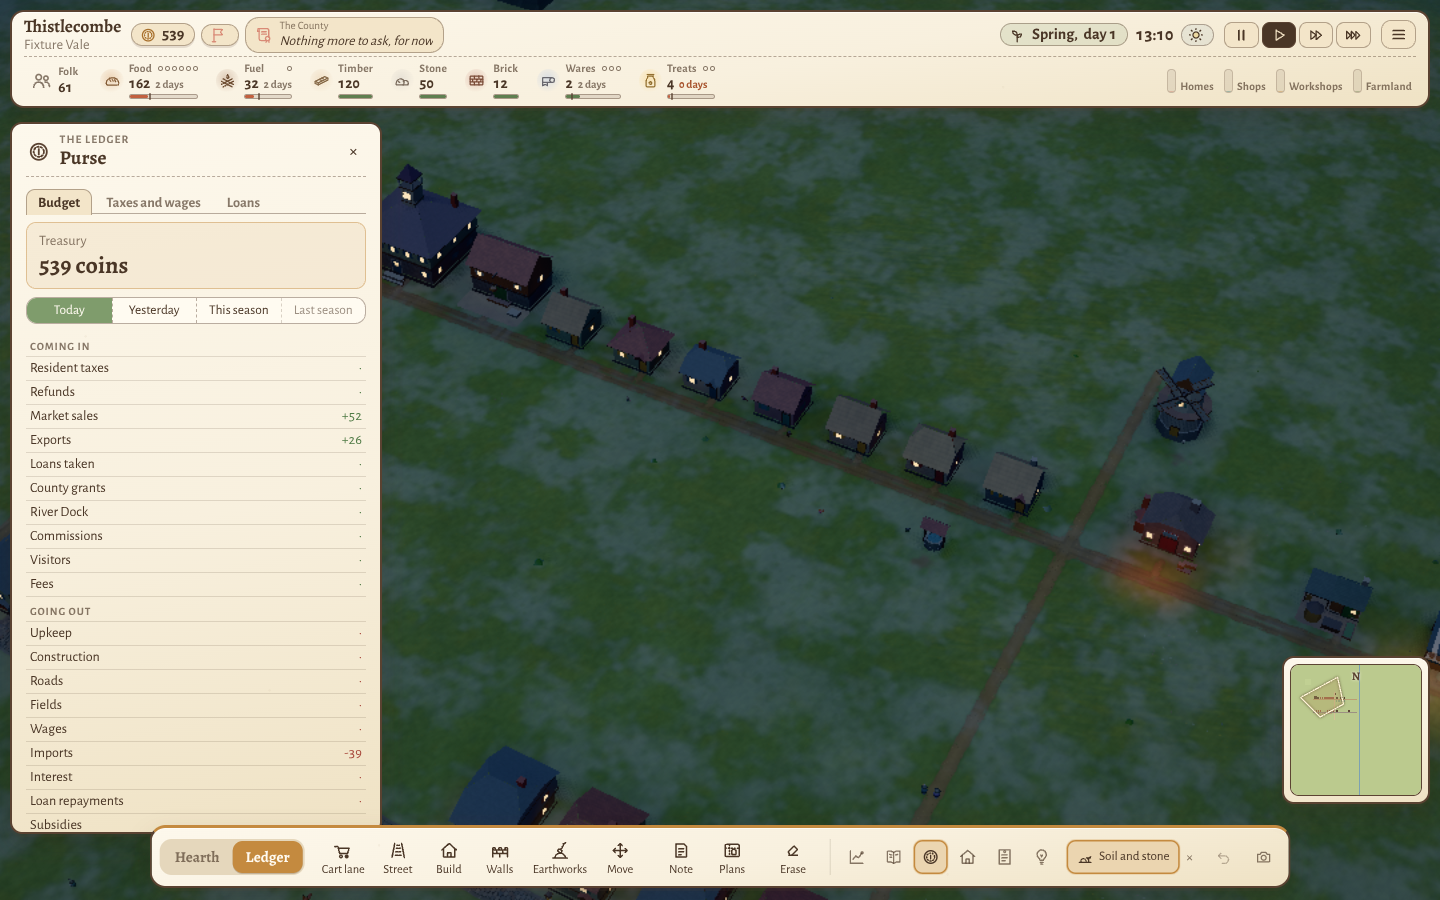 Thistlecombe
Fixture Vale
539
The County
Nothing more to ask, for now
Spring, day 1
13:10
Folk
61
Food
162 2 days
Fuel
32 2 days
Timber
120
Stone
50
Brick
12
Wares
2 2 days
Treats
4 0 days
Homes
Shops
Workshops
Farmland
THE LEDGER
Purse
×
Budget
Taxes and wages
Loans
Treasury
539 coins
Today
Yesterday
This season
Last season
COMING IN
Resident taxes ·
Refunds ·
Market sales +52
Exports +26
Loans taken ·
County grants ·
River Dock ·
Commissions ·
Visitors ·
Fees ·
GOING OUT
Upkeep ·
Construction ·
Roads ·
Fields ·
Wages ·
Imports -39
Interest ·
Loan repayments ·
Subsidies
N
Hearth
Ledger
Cart lane
Street
Build
Walls
Earthworks
Move
Note
Plans
Erase
Soil and stone
×